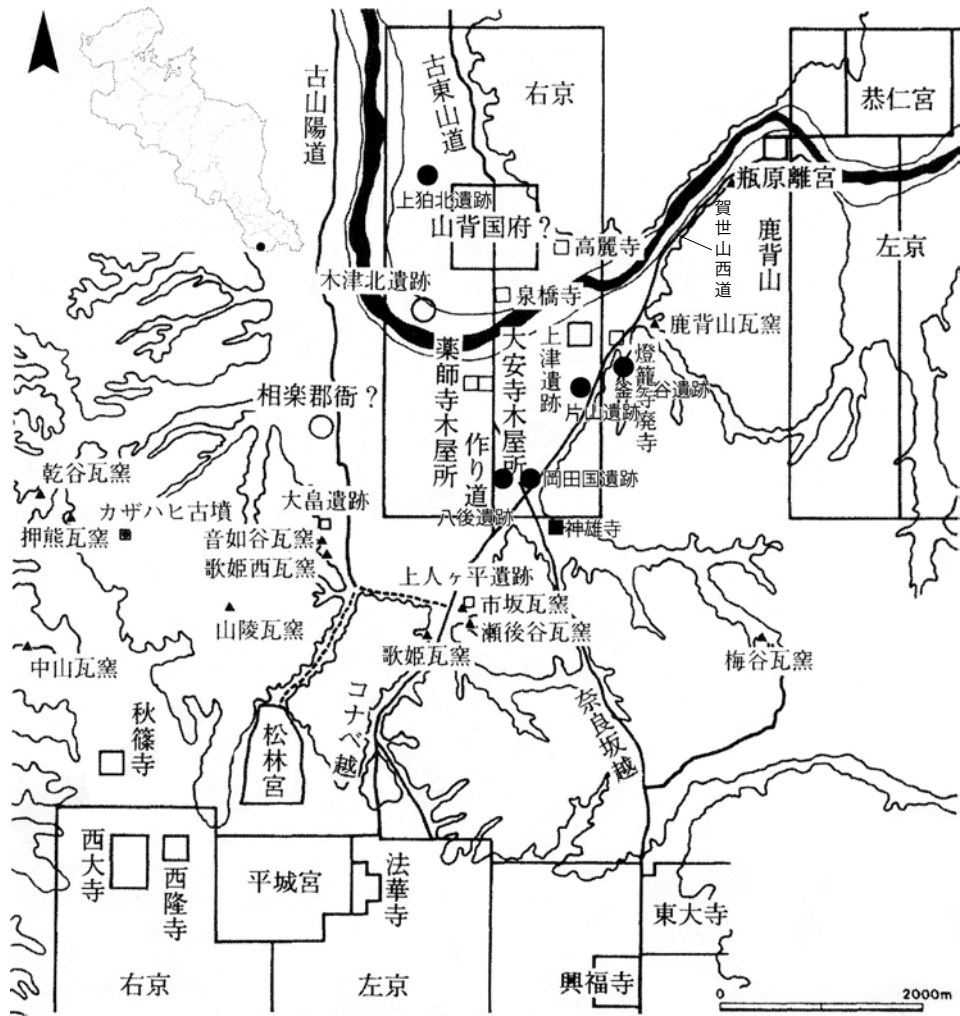 古山陽道
古東山道
右京
恭仁宮
上狛北遺跡
瓶原離宮
山背国府？
高麗寺
賀世山西道
鹿背山
左京
木津北遺跡
泉橋寺
上津遺跡
鹿背山瓦窯
大安寺木屋所
薬師寺木屋所
燈籠寺廃寺
釜ヶ谷遺跡
片山遺跡
相楽郡衙？
作り道
岡田国遺跡
八後遺跡
神雄寺
乾谷瓦窯
カザハヒ古墳
大畠遺跡
押熊瓦窯
音如谷瓦窯
歌姫西瓦窯
上人ヶ平遺跡
市坂瓦窯
瀬後谷瓦窯
山陵瓦窯
歌姫瓦窯
梅谷瓦窯
中山瓦窯
コナベ越
奈良坂越
秋篠寺
松林宮
西大寺
西隆寺
平城宮
法華寺
東大寺
右京
左京
興福寺
0
2000m